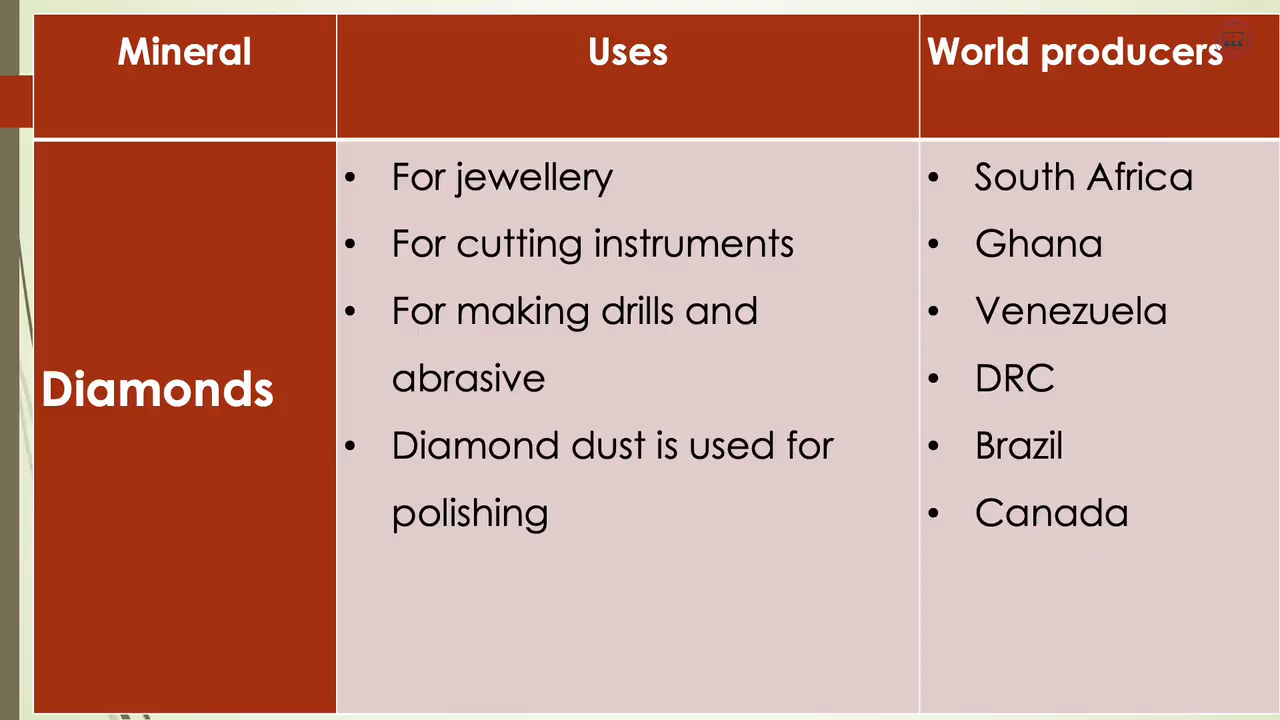 Mineral
Uses
World producers
Diamonds
• For jewellery
• For cutting instruments
• For making drills and
abrasive
• Diamond dust is used for
polishing
• South Africa
• Ghana
• Venezuela
• DRC
• Brazil
• Canada